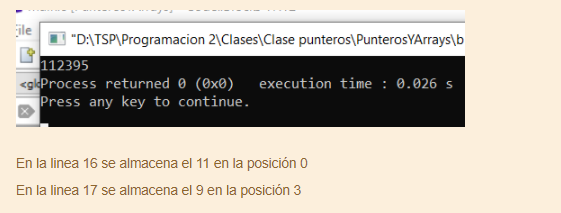 "D:\TSP\Programacion 2\Clases\Clase punteros\PunterosYArrays\b
ile
<gl
112395
Process returned 0 (0x0)   execution time : 0.026 s
Press any key to continue.
En la linea 16 se almacena el 11 en la posición 0
En la linea 17 se almacena el 9 en la posición 3